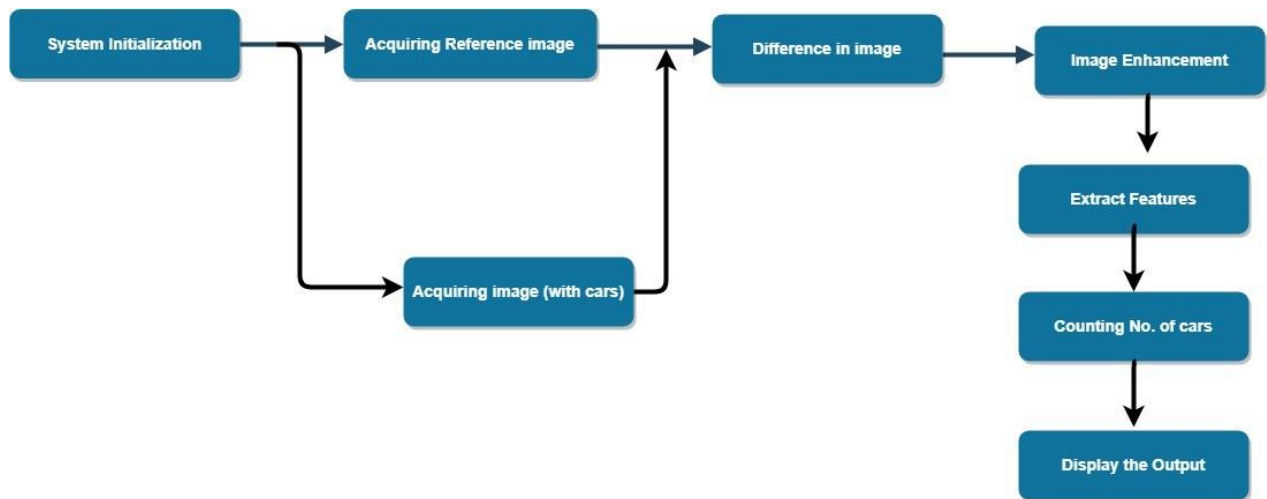 System Initialization
Acquiring Reference image
Difference in image
Image Enhancement
Acquiring image (with cars)
Extract Features
Counting No. of cars
Display the Output